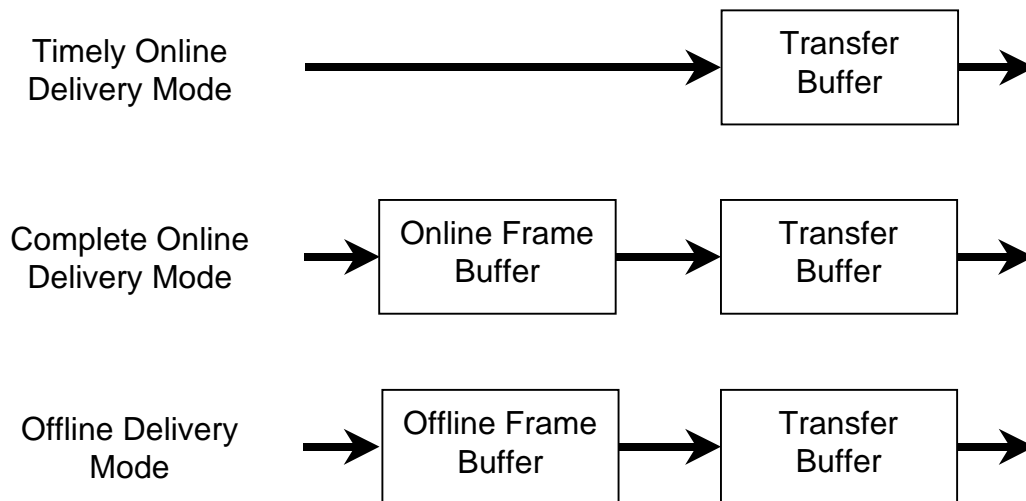 Timely Online
Delivery Mode
Transfer
Buffer
Complete Online
Delivery Mode
Online Frame
Buffer
Transfer
Buffer
Offline Delivery
Mode
Offline Frame
Buffer
Transfer
Buffer